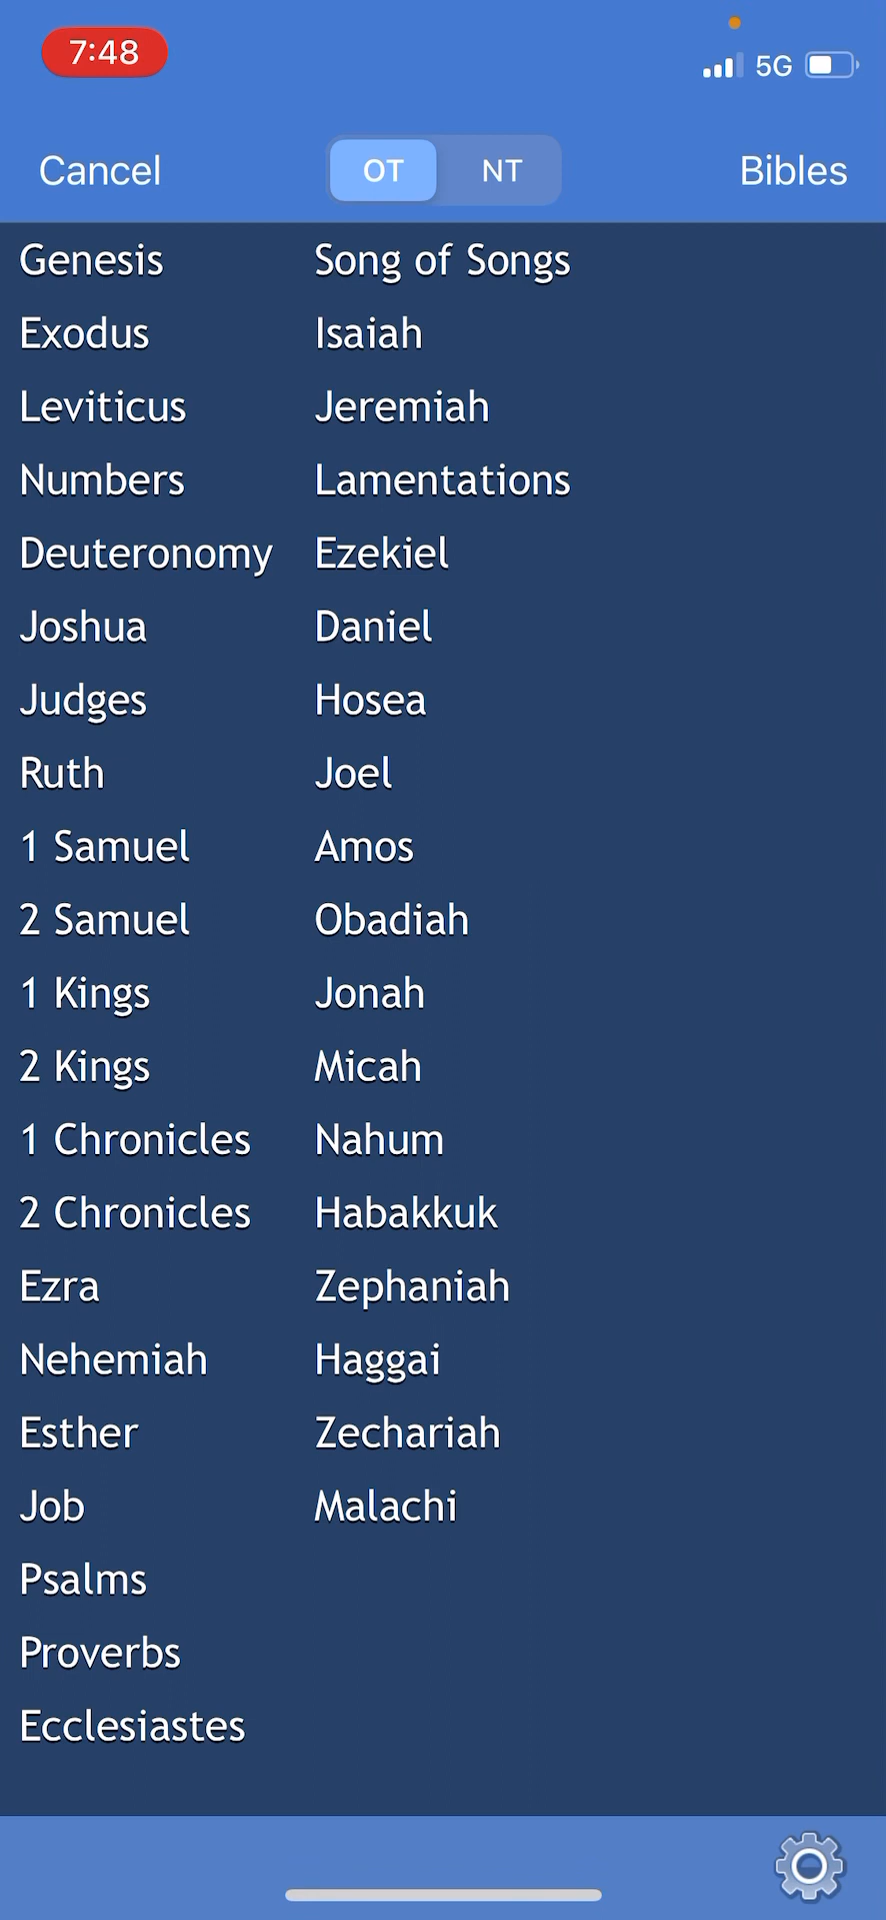 7:48
5G
Cancel
OT
NT
Bibles
Genesis
Exodus
Leviticus
Numbers
Deuteronomy
Joshua
Judges
Ruth
1 Samuel
2 Samuel
1 Kings
2 Kings
1 Chronicles
2 Chronicles
Ezra
Nehemiah
Esther
Job
Psalms
Proverbs
Ecclesiastes
Song of Songs
Isaiah
Jeremiah
Lamentations
Ezekiel
Daniel
Hosea
Joel
Amos
Obadiah
Jonah
Micah
Nahum
Habakkuk
Zephaniah
Haggai
Zechariah
Malachi